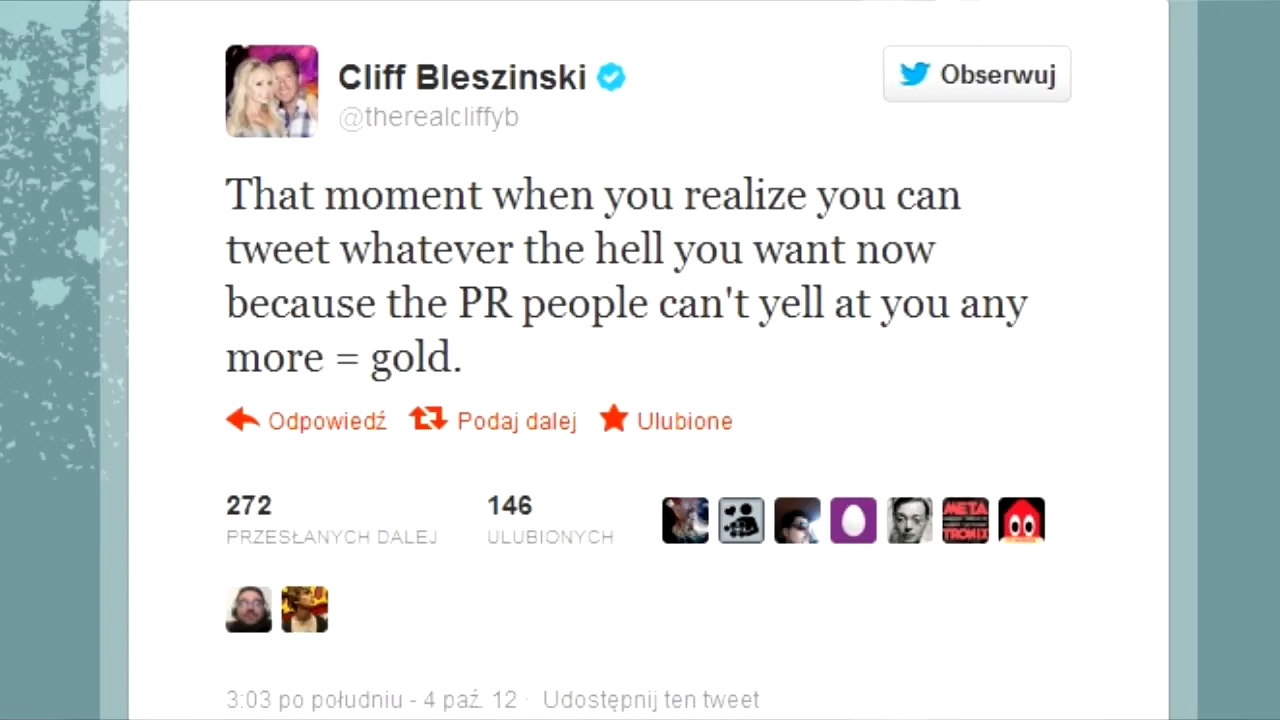 Cliff Bleszinski
@therealcliffyb
Obserwuj
That moment when you realize you can
tweet whatever the hell you want now
because the PR people can't yell at you any
more = gold.
Odpowiedź Podaj dalej Ulubione
272 146
PRZESŁANYCH DALEJ ULUBIONYCH
META
TRONIX
3:03 po południu - 4 paź. 12 · Udostępnij ten tweet